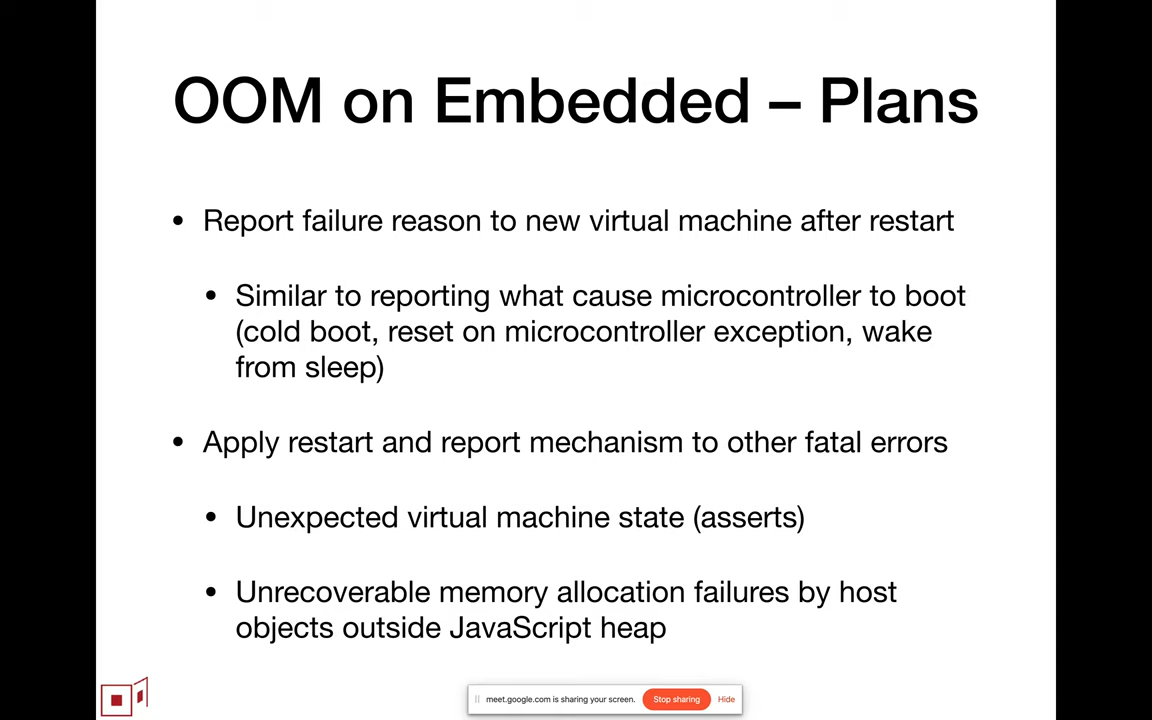 OOM on Embedded – Plans
• Report failure reason to new virtual machine after restart
• Similar to reporting what cause microcontroller to boot
(cold boot, reset on microcontroller exception, wake
from sleep)
• Apply restart and report mechanism to other fatal errors
• Unexpected virtual machine state (asserts)
• Unrecoverable memory allocation failures by host
objects outside JavaScript heap
meet.google.com is sharing your screen. Stop sharing Hide